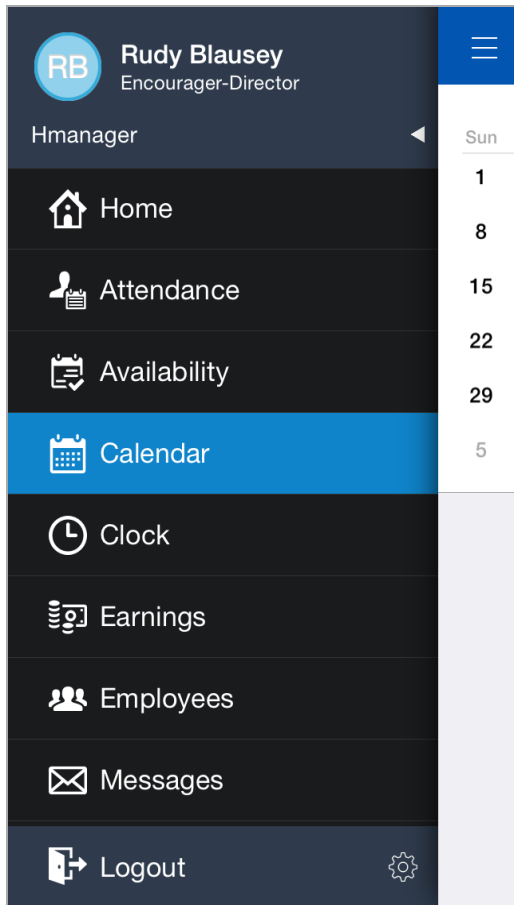 RB
Rudy Blausey
Encourager-Director
Hmanager
Home
Attendance
Availability
Calendar
Clock
Earnings
Employees
Messages
Logout
Sun
1
8
15
22
29
5